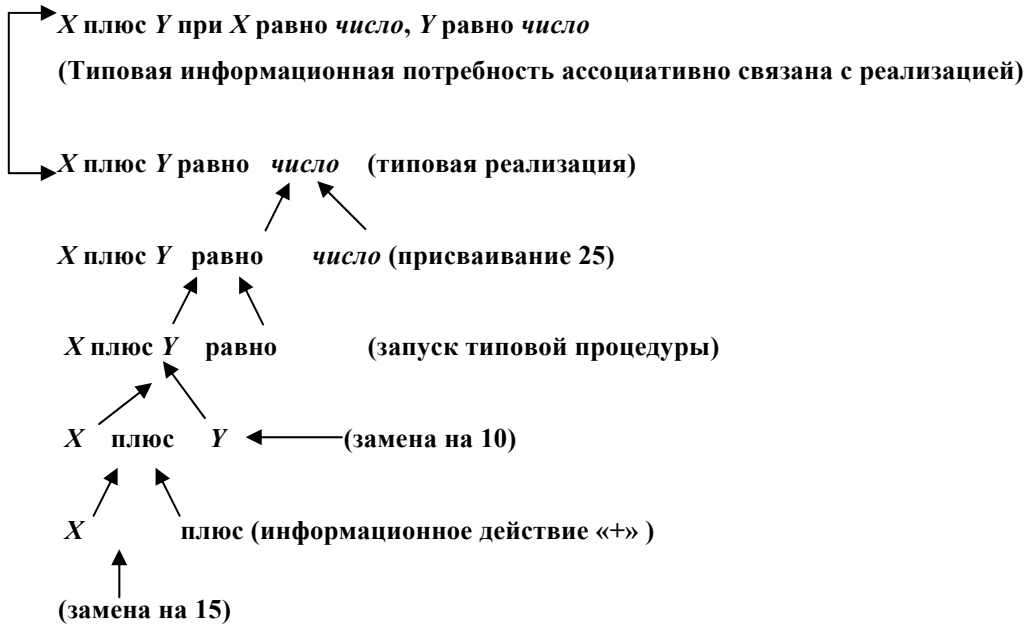 X плюс Y при X равно число, Y равно число
(Типовая информационная потребность ассоциативно связана с реализацией)
X плюс Y равно число (типовая реализация)
X плюс Y равно число (присваивание 25)
X плюс Y равно (запуск типовой процедуры)
X плюс Y (замена на 10)
X плюс (информационное действие «+» )
(замена на 15)